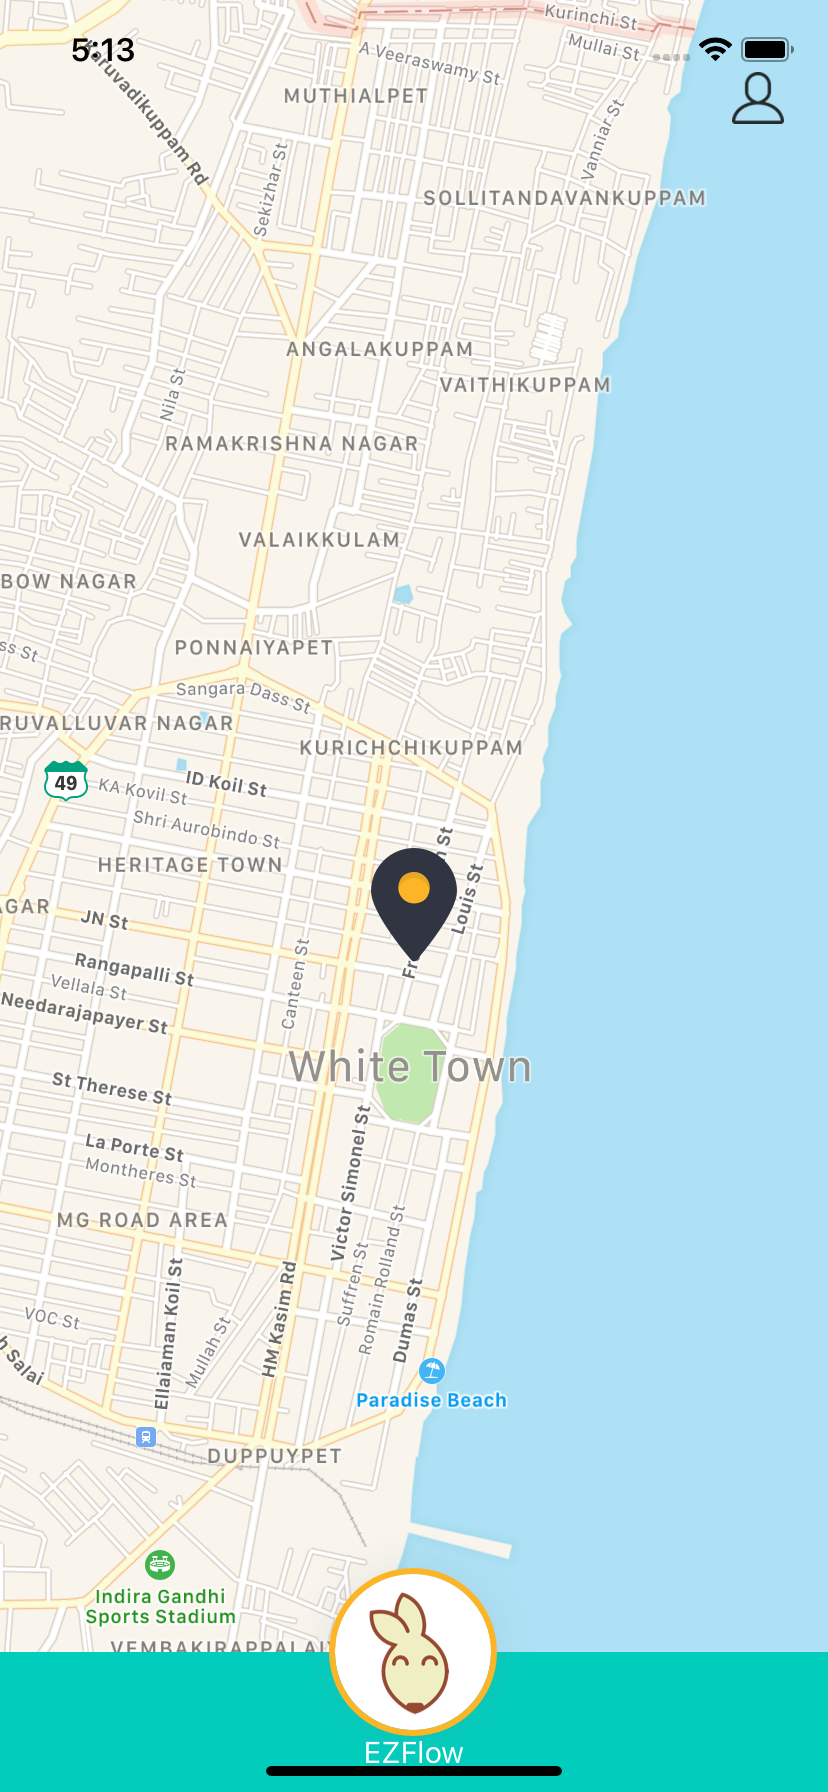 Kurinchi St
5:13
A Veeraswamy St
Mullai St
MUTHIALPET
Vanniar St
Sekizhar St
SOLLITANDAVANKUPPAM
ANGALAKUPPAM
VAITHIKUPPAM
Nila St
RAMAKRISHNA NAGAR
VALAIKKULAM
BOW NAGAR
PONNAIYAPET
Sangara Dass St
RUVALLUVAR NAGAR
KURICHCHIKUPPAM
49
ID Koil St
KA Kovil St
Shri Aurobindo St
HERITAGE TOWN
Louis St
AGAR
JN St
Rangapalli St
Canteen St
Vellala St
Needarajapayer St
White Town
St Therese St
La Porte St
Victor Simonel St
Montheres St
MG ROAD AREA
Suffren St
Romain Rolland St
Ellaiaman Koil St
HM Kasim Rd
Dumas St
VOC St
Mullah St
h Salai
Paradise Beach
DUPPUYPET
Indira Gandhi
Sports Stadium
EZFlow